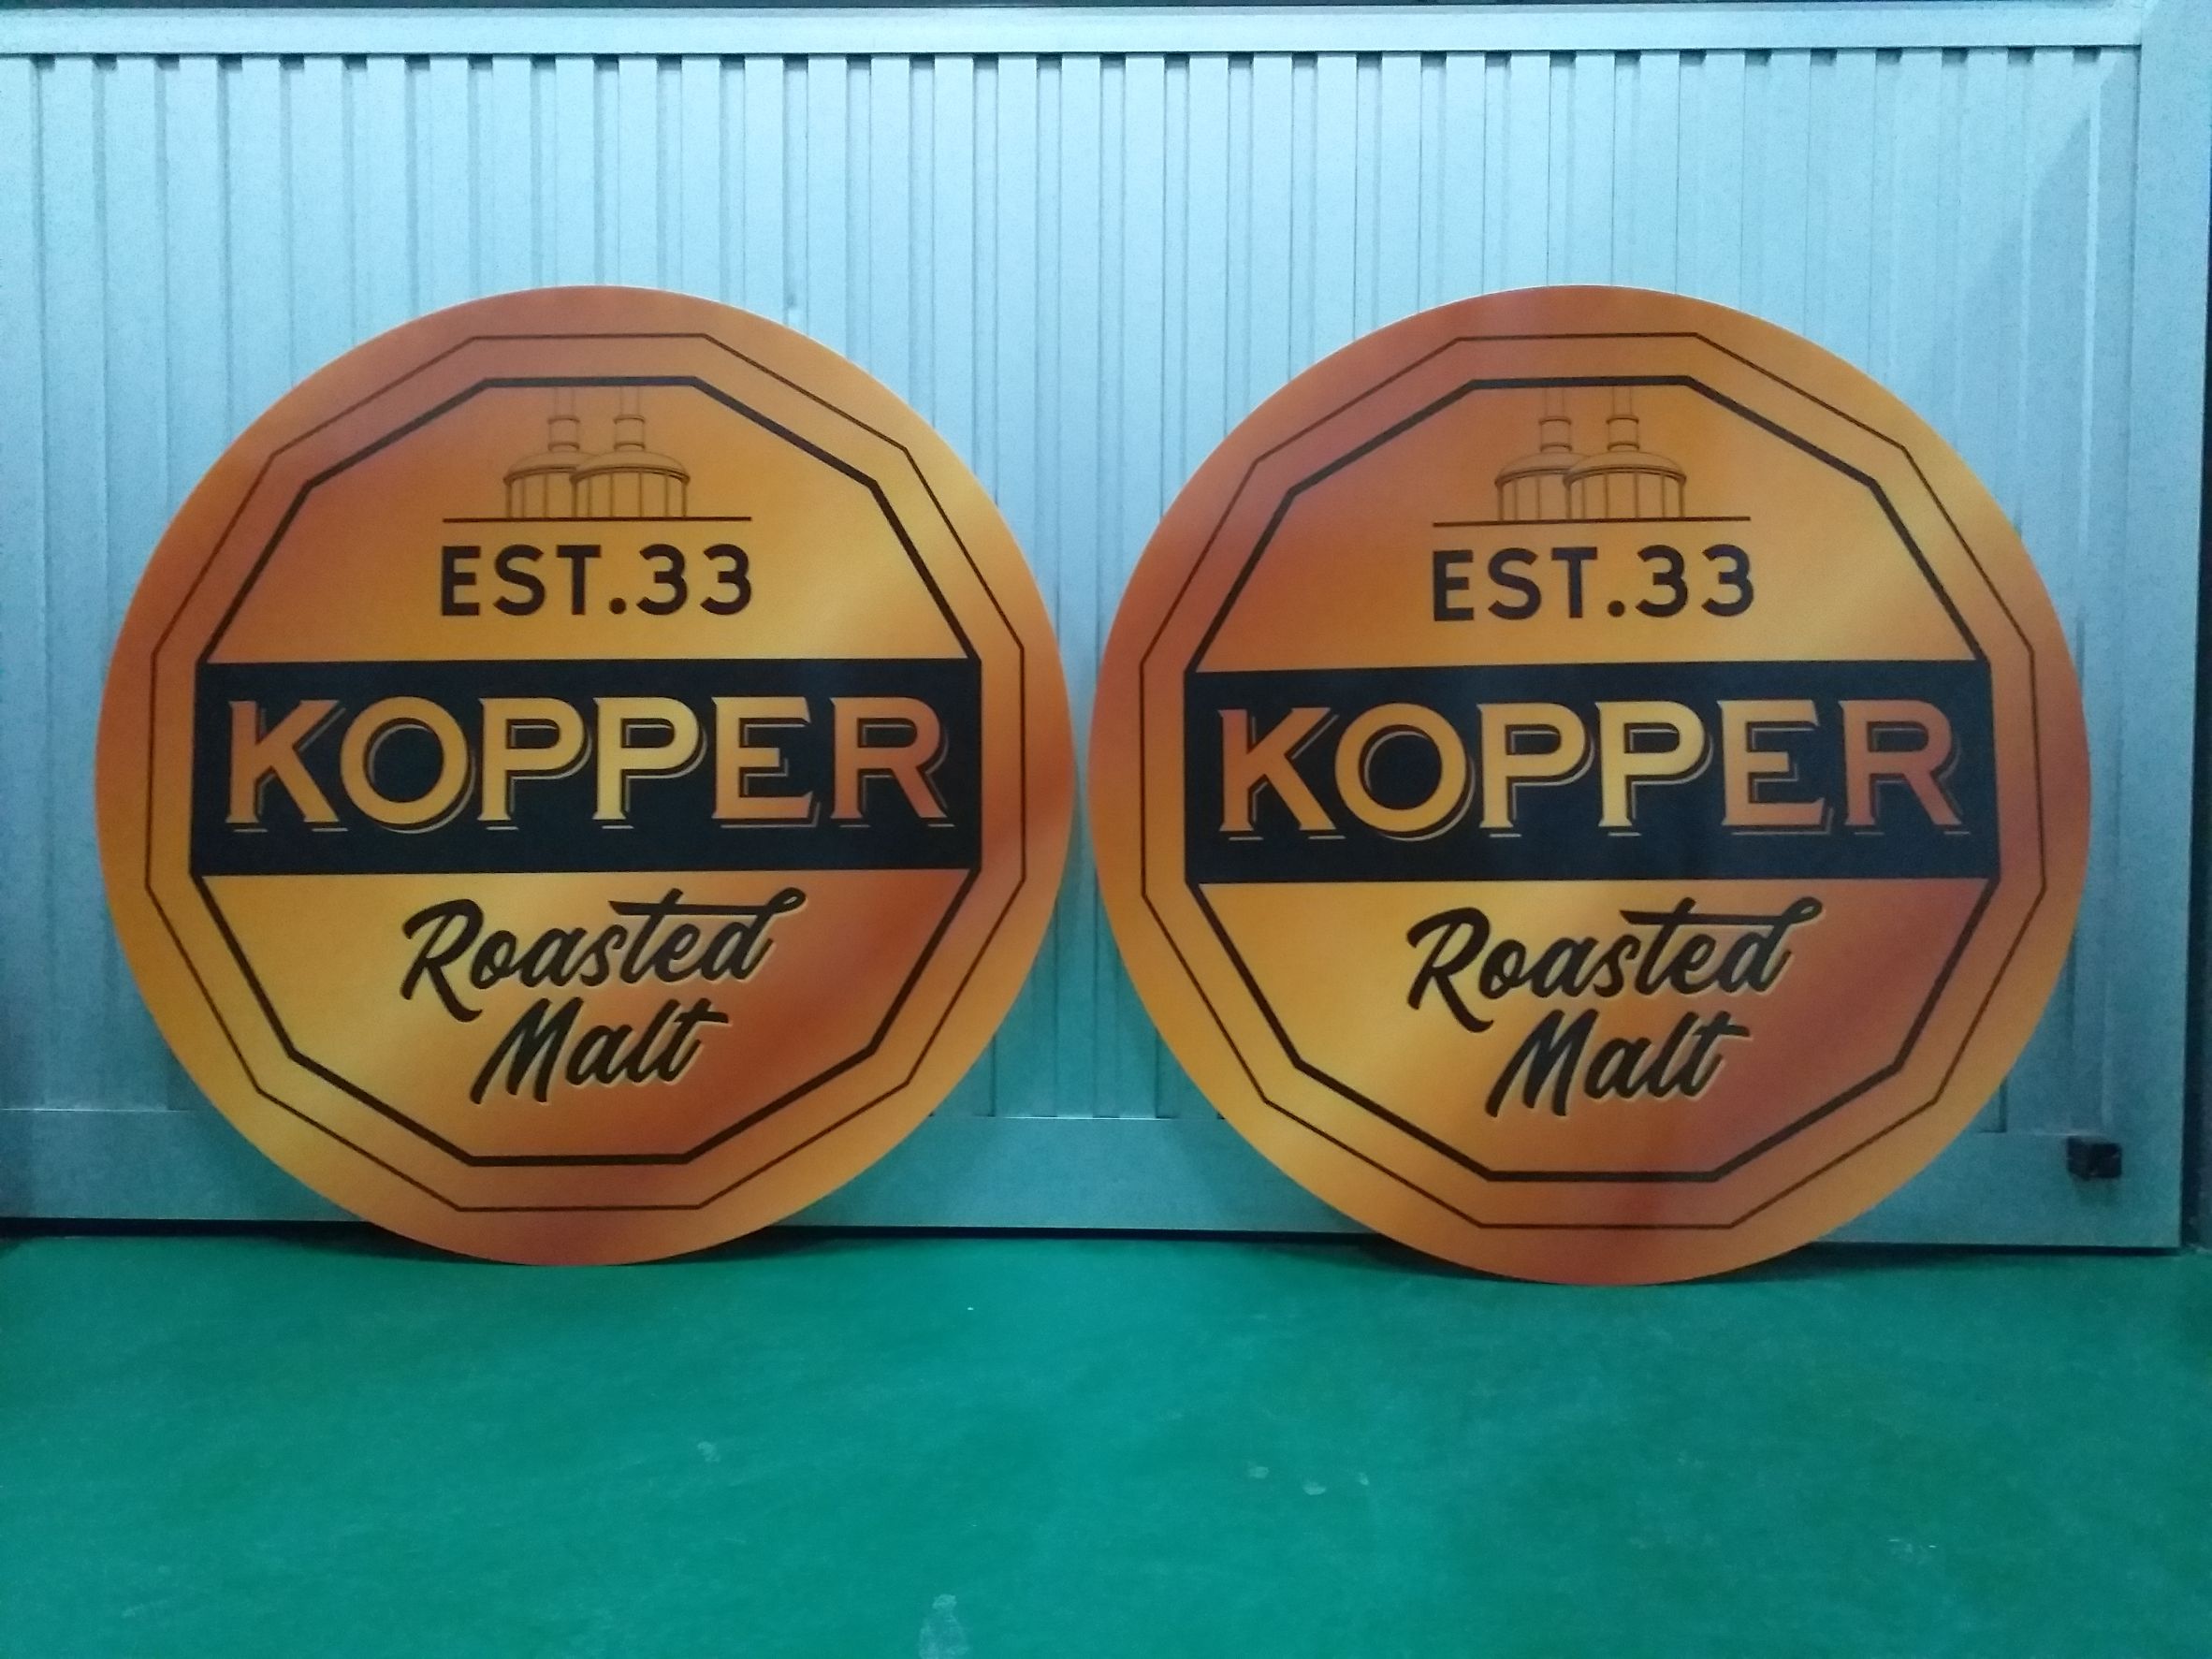 EST.33
KOPPER
Roasted
Malt
EST.33
KOPPER
Roasted
Malt